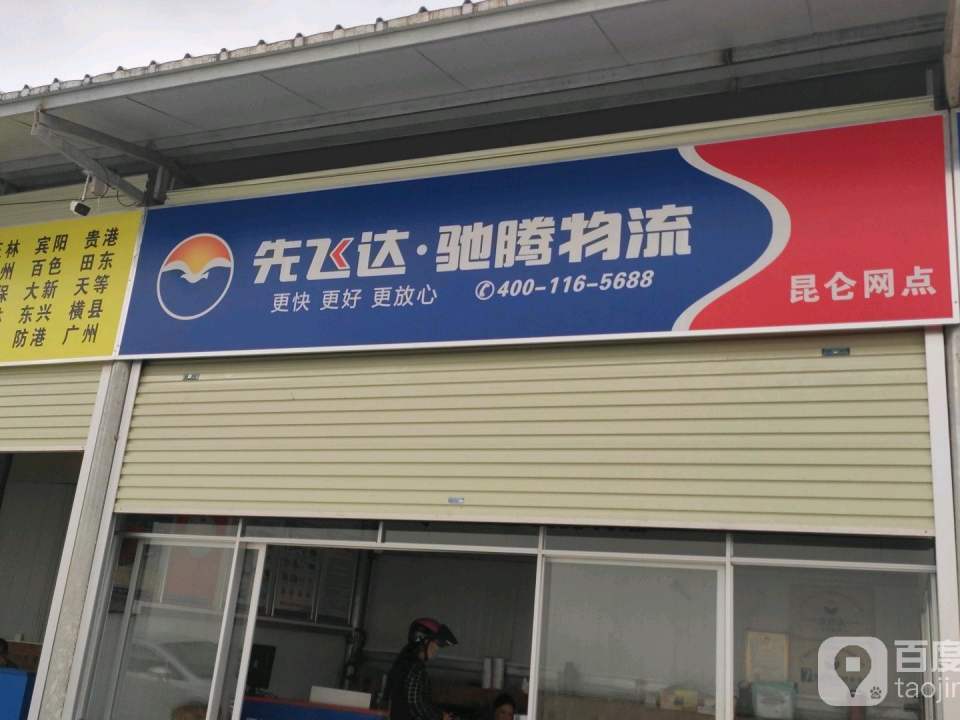 林 宾阳 贵港
州 百色 田东
保 大新 天等
东兴 横县
防港 广州
先飞达·驰腾物流
更快 更好 更放心 400-116-5688
昆仑网点
百度
taojin